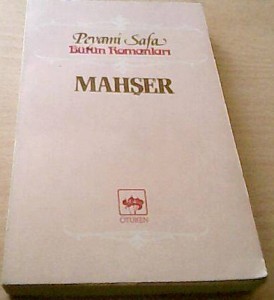 Peyami Safa
Bütün Romanları
MAHŞER
ÖTÜKEN